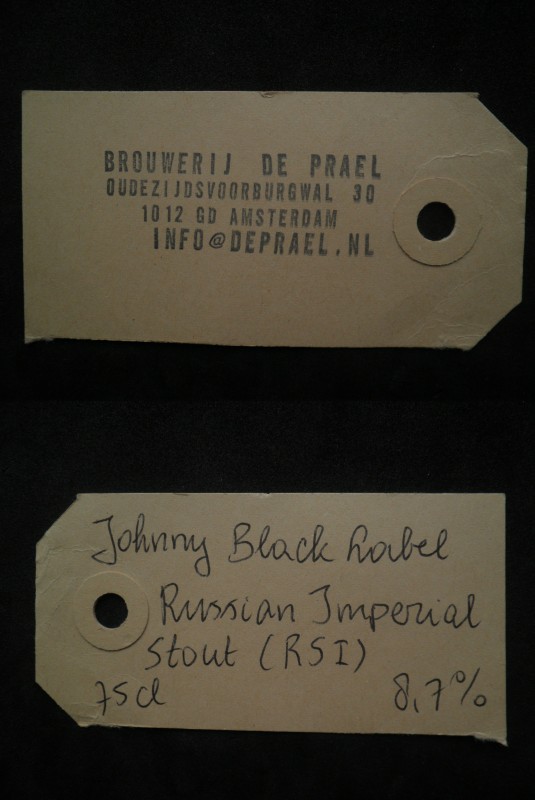 BROUWERIJ DE PRAEL
OUDEZIJDSVOORBURGWAL 30
1012 GD AMSTERDAM
INFO@DEPRAEL.NL
Johnny Black Label
Russian Imperial
Stout (RSI)
75cl 8,7%